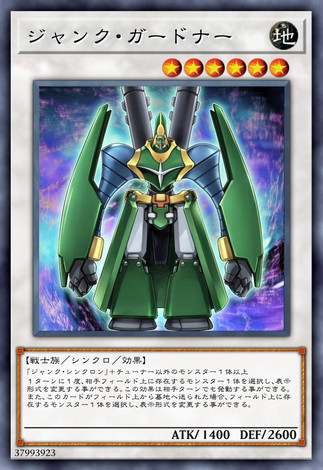 ジャンク・ガードナー
地
【戦士族／シンクロ／効果】
「ジャンク・シンクロン」＋チューナー以外のモンスター１体以上
１ターンに１度、相手フィールド上に存在するモンスター１体を選択し、表示
形式を変更する事ができる。この効果は相手ターンでも発動する事ができる。
また、このカードがフィールド上から墓地へ送られた場合、フィールド上に存
在するモンスター１体を選択し、表示形式を変更する事ができる。
ATK/1400 DEF/2600
37993923